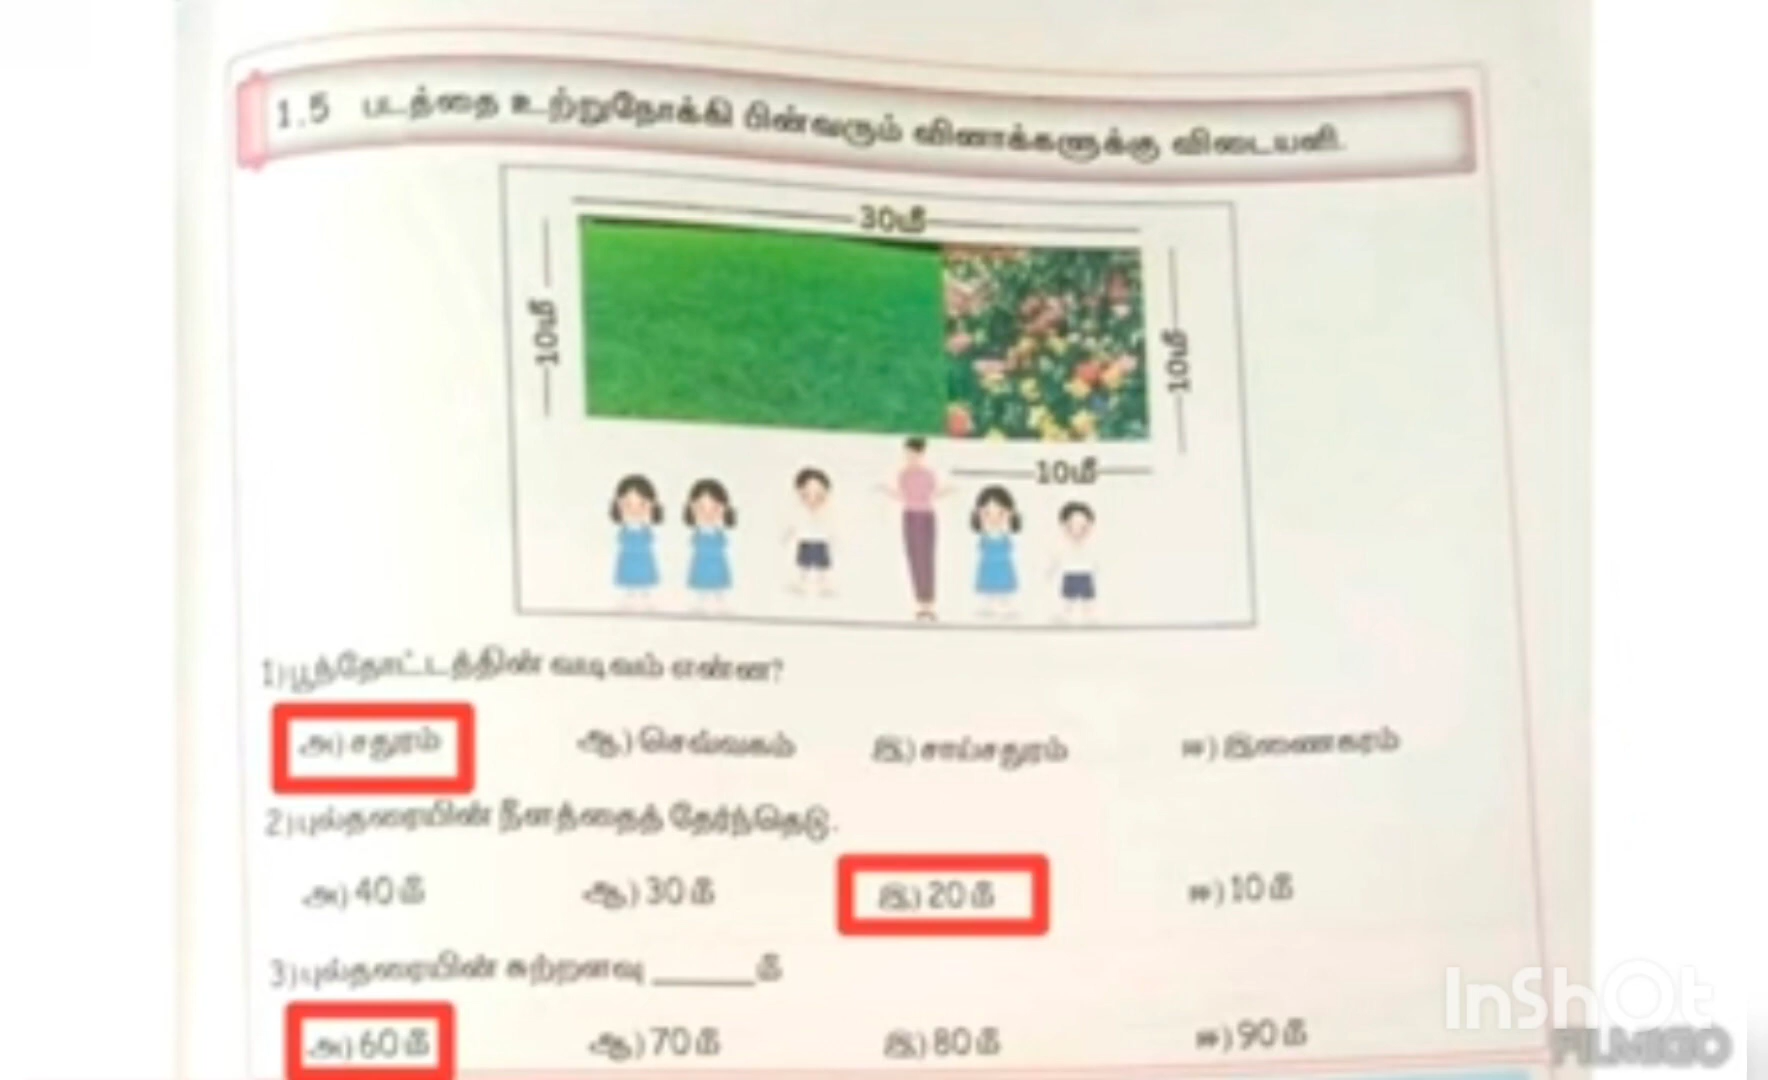 1.5 படத்தை உற்றுநோக்கி பின்வரும் வினாக்களுக்கு விடையளி.
30மீ
10மீ
10மீ
10மீ
1) பூந்தோட்டத்தின் வடிவம் என்ன?
அ) சதுரம் ஆ) செவ்வகம் இ) சாய்சதுரம் ஈ) இணைகரம்
2) புல்தரையின் நீளத்தைத் தேர்ந்தெடு.
அ) 40 மீ ஆ) 30 மீ இ) 20 மீ ஈ) 10 மீ
3) புல்தரையின் சுற்றளவு ______ மீ
அ) 60 மீ ஆ) 70 மீ இ) 80 மீ ஈ) 90 மீ
InShOt
FILMIGO